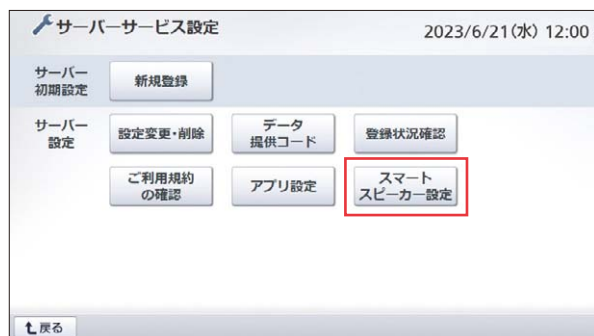 サーバーサービス設定
2023/6/21(水) 12:00
サーバー
初期設定
新規登録
サーバー
設定
設定変更・削除
データ
提供コード
登録状況確認
ご利用規約
の確認
アプリ設定
スマート
スピーカー設定
戻る